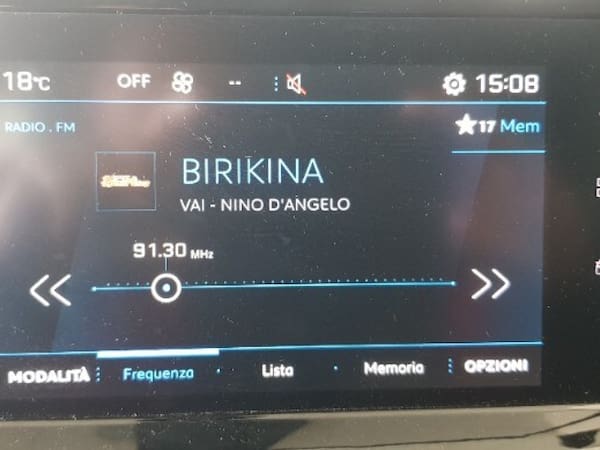 18°C OFF -- 15:08
RADIO . FM 17 Mem
BIRIKINA
VAI - NINO D'ANGELO
91.30 MHz
MODALITÀ Frequenza Lista Memoria OPZIONI